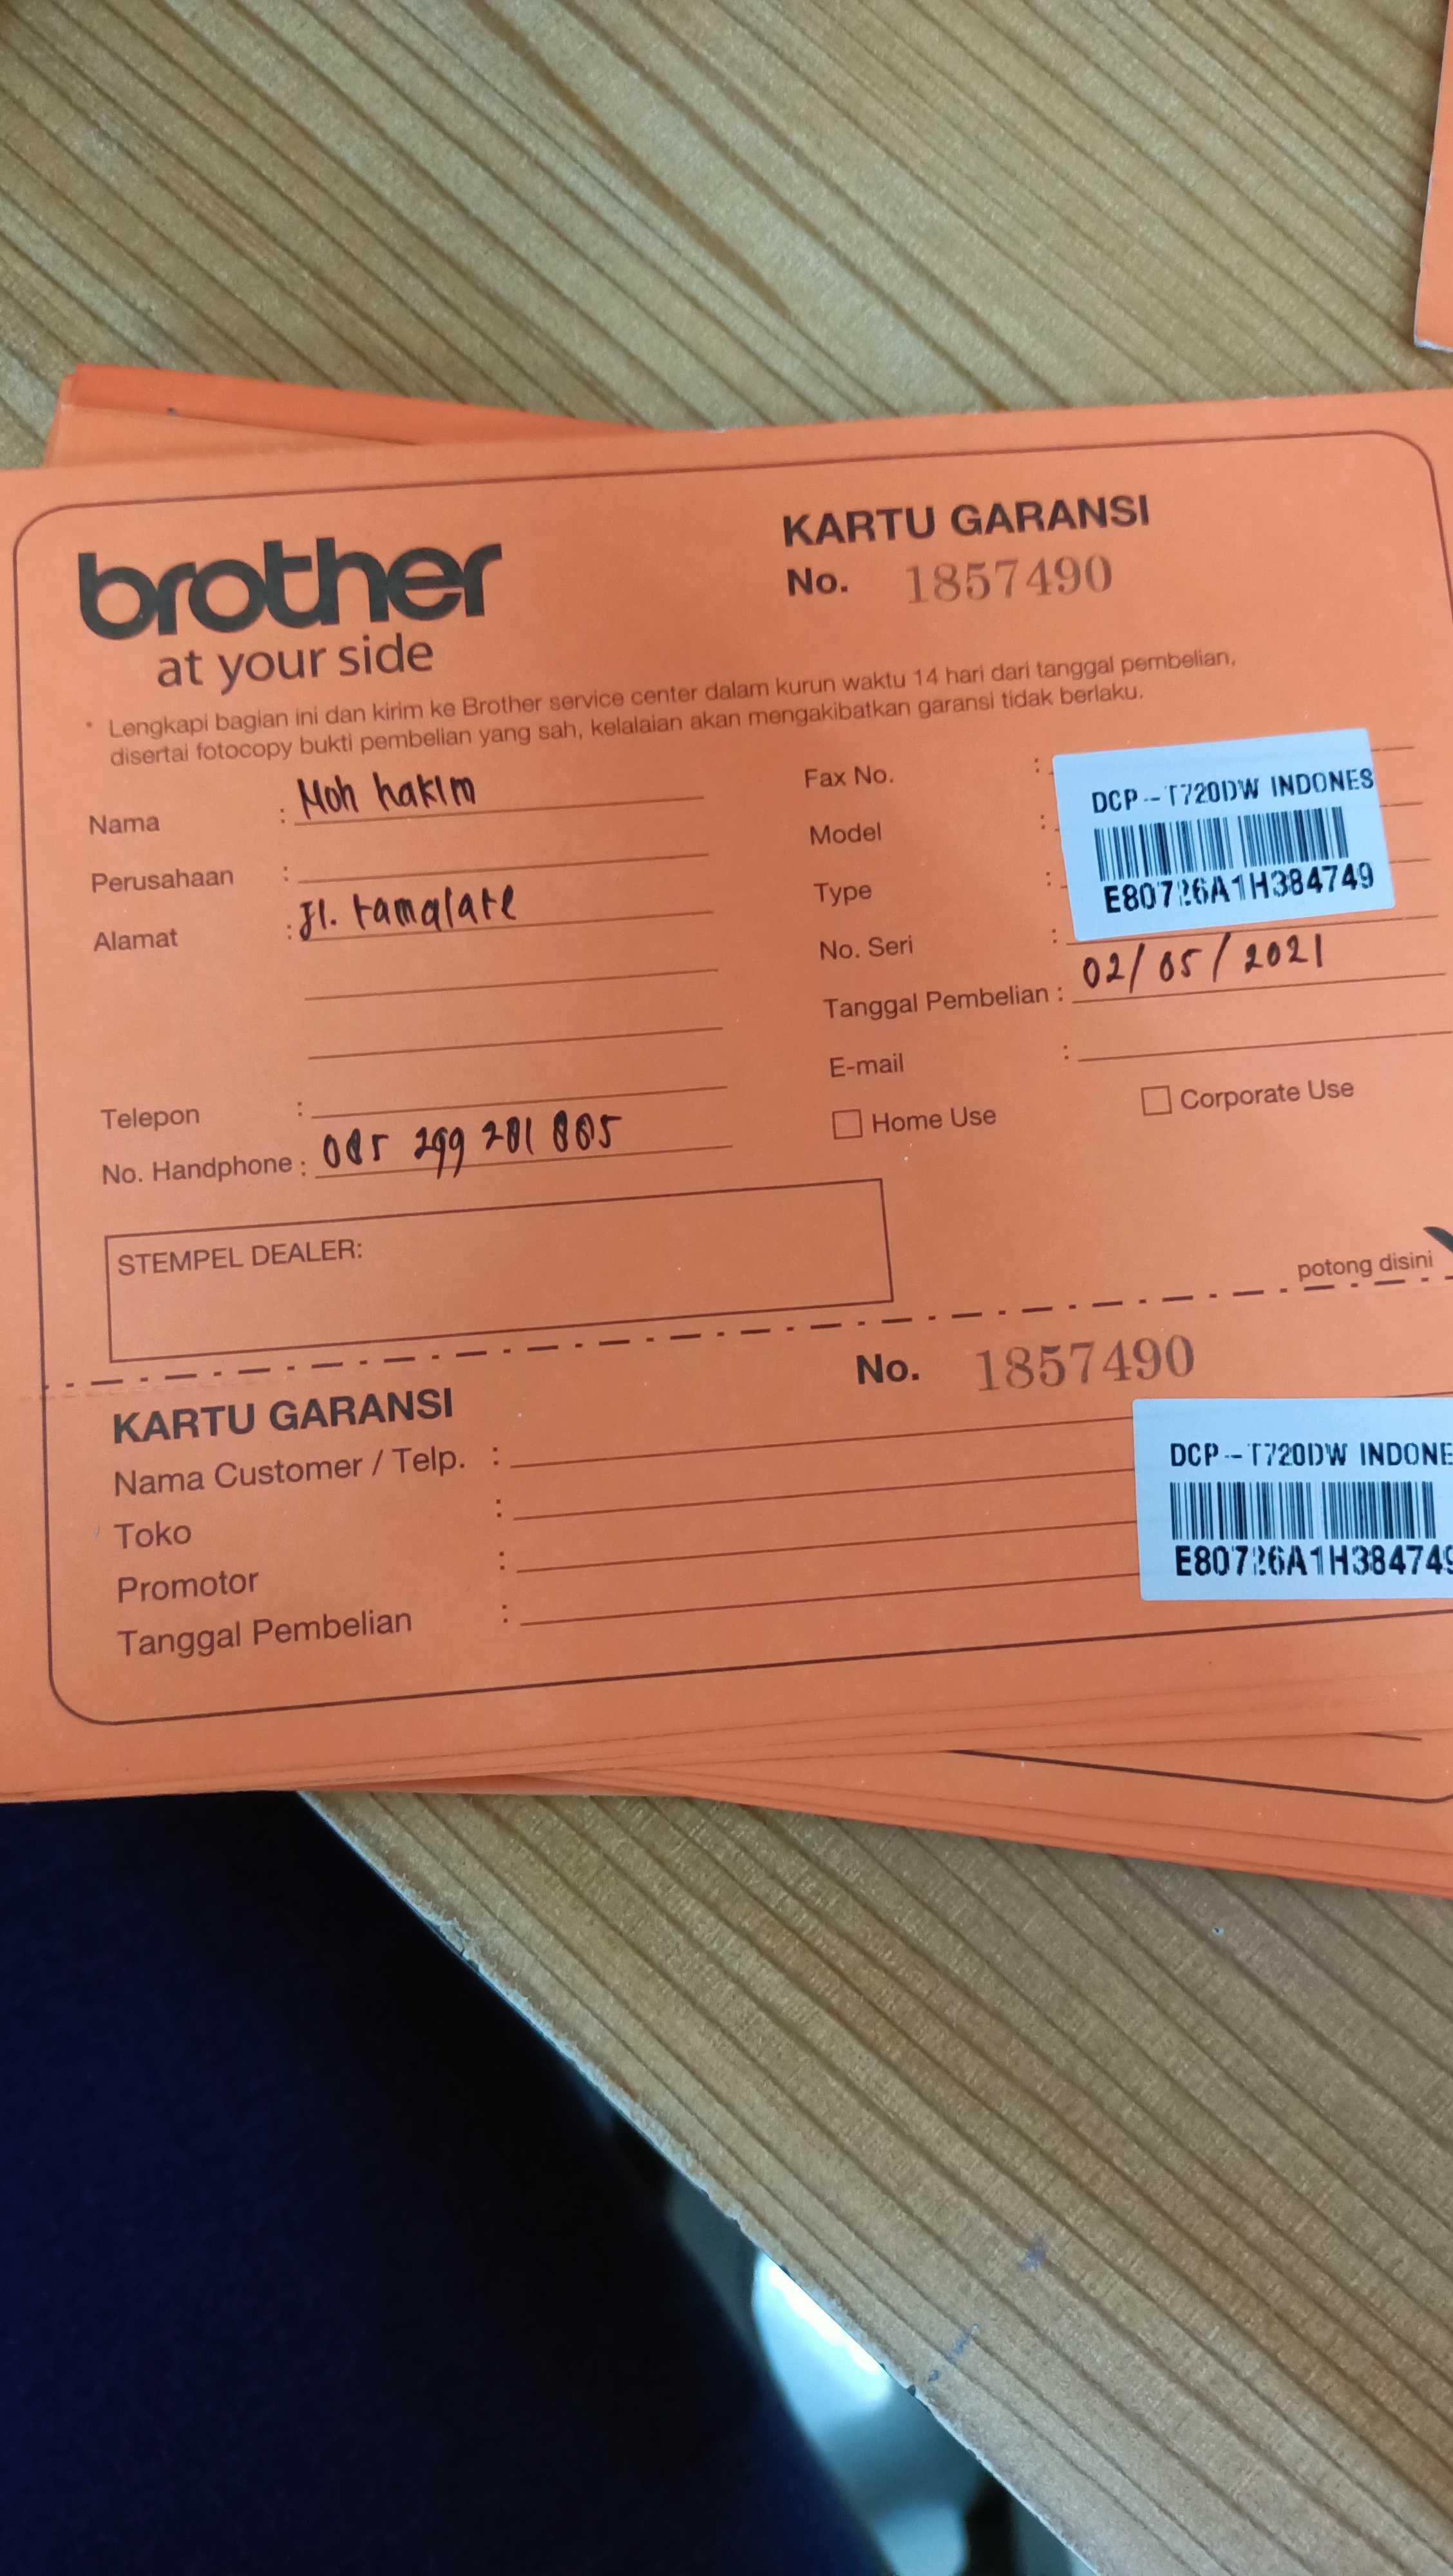 brother
at your side
KARTU GARANSI
No. 1857490
* Lengkapi bagian ini dan kirim ke Brother service center dalam kurun waktu 14 hari dari tanggal pembelian,
disertai fotocopy bukti pembelian yang sah, kelalaian akan mengakibatkan garansi tidak berlaku.
Nama : Moh hakim
Perusahaan :
Alamat : Jl. tamalate
Telepon :
No. Handphone : 085 299 281 885
Fax No. :
Model :
Type :
No. Seri :
DCP-T720DW INDONES
E80726A1H384749
Tanggal Pembelian : 02/05/2021
E-mail :
Home Use
Corporate Use
STEMPEL DEALER:
potong disini
KARTU GARANSI
No. 1857490
Nama Customer / Telp. :
Toko :
Promotor :
Tanggal Pembelian :
DCP-T720DW INDONE
E80726A1H384749